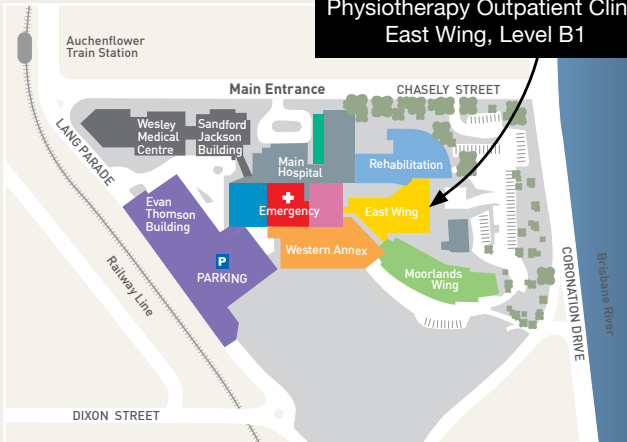 Physiotherapy Outpatient Clin
East Wing, Level B1
Auchenflower
Train Station
Main Entrance
CHASELY STREET
LANG PARADE
Wesley
Medical
Centre
Sandford
Jackson
Building
Main
Hospital
Rehabilitation
Evan
Thomson
Building
Emergency
East Wing
Western Annex
P
PARKING
Moorlands
Wing
Railway Line
CORONATION DRIVE
Brisbane River
DIXON STREET